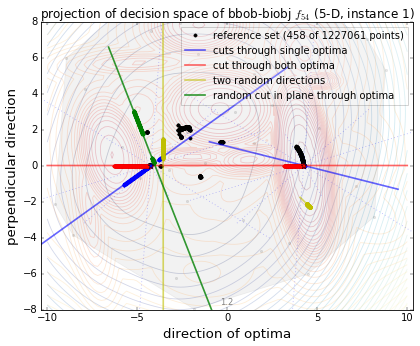 projection of decision space of bbob-biobj f54 (5-D, instance 1)
reference set (458 of 1227061 points)
cuts through single optima
cut through both optima
two random directions
random cut in plane through optima
perpendicular direction
8
6
4
2
0
−2
−4
−6
−8
1.2
−10
−5
0
5
10
direction of optima